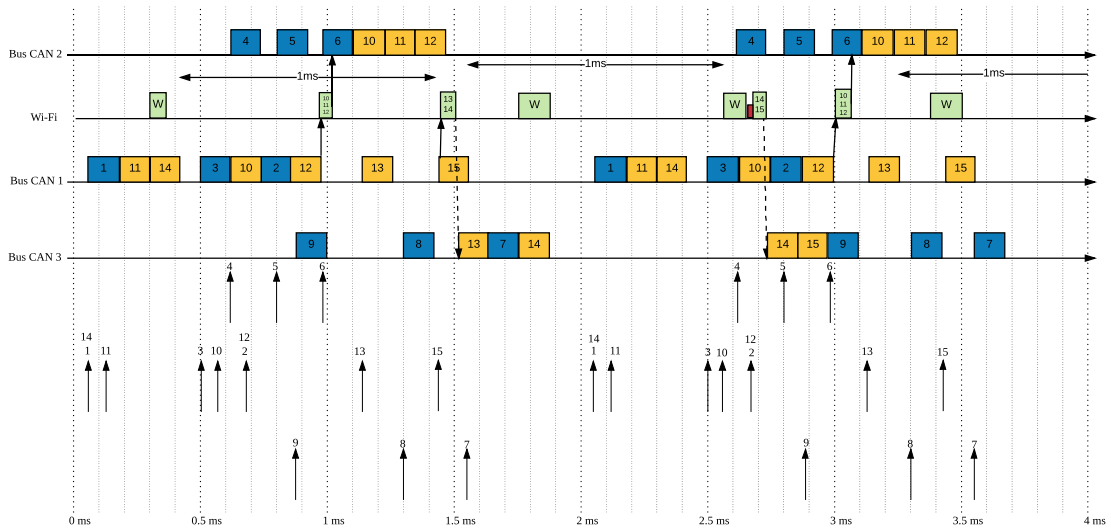 4 5 6 10 11 12 4 5 6 10 11 12
Bus CAN 2
1ms 1ms 1ms
W 10 11 12 13 14 W W 14 15 10 11 12 W
Wi-Fi
1 11 14 3 10 2 12 13 15 1 11 14 3 10 2 12 13 15
Bus CAN 1
9 8 13 7 14 14 15 9 8 7
Bus CAN 3
4 5 6 4 5 6
14 12 14 12
1 11 3 10 2 13 15 1 11 3 10 2 13 15
9 8 7 9 8 7
0 ms 0.5 ms 1 ms 1.5 ms 2 ms 2.5 ms 3 ms 3.5 ms 4 ms